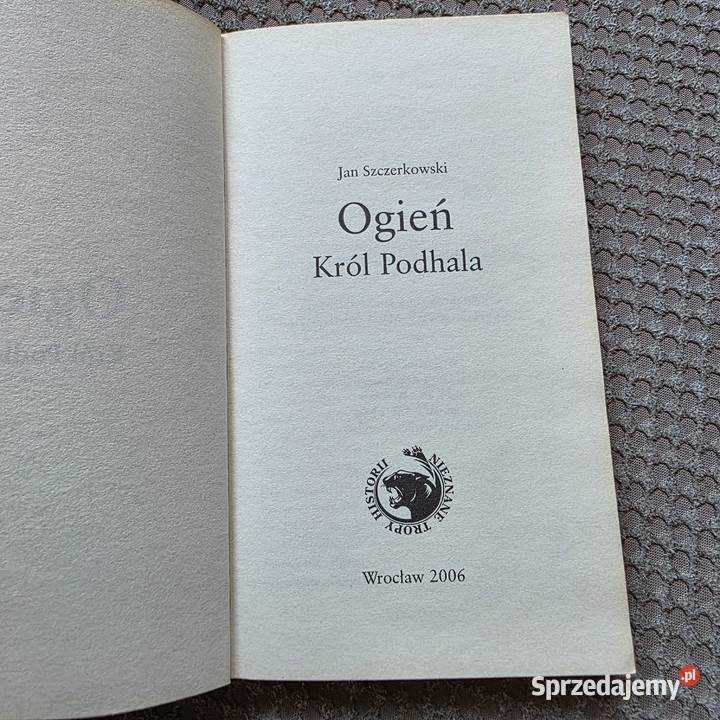 Jan Szczerkowski
Ogień
Król Podhala
NIEZNANE TROPY HISTORII
Wrocław 2006
Sprzedajemy.pl